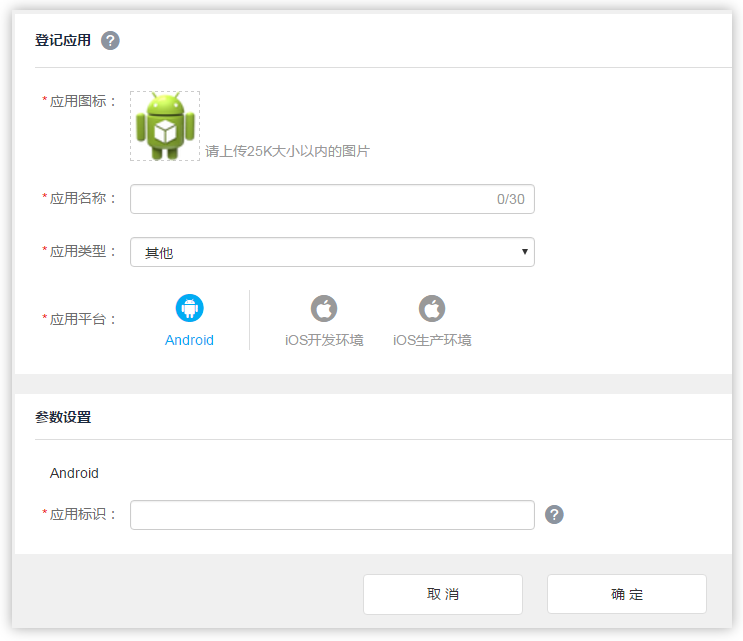 登记应用 ?
*应用图标：
请上传25K大小以内的图片
*应用名称：
0/30
*应用类型：
其他
*应用平台：
Android iOS开发环境 iOS生产环境
参数设置
Android
*应用标识： ?
取消 确定